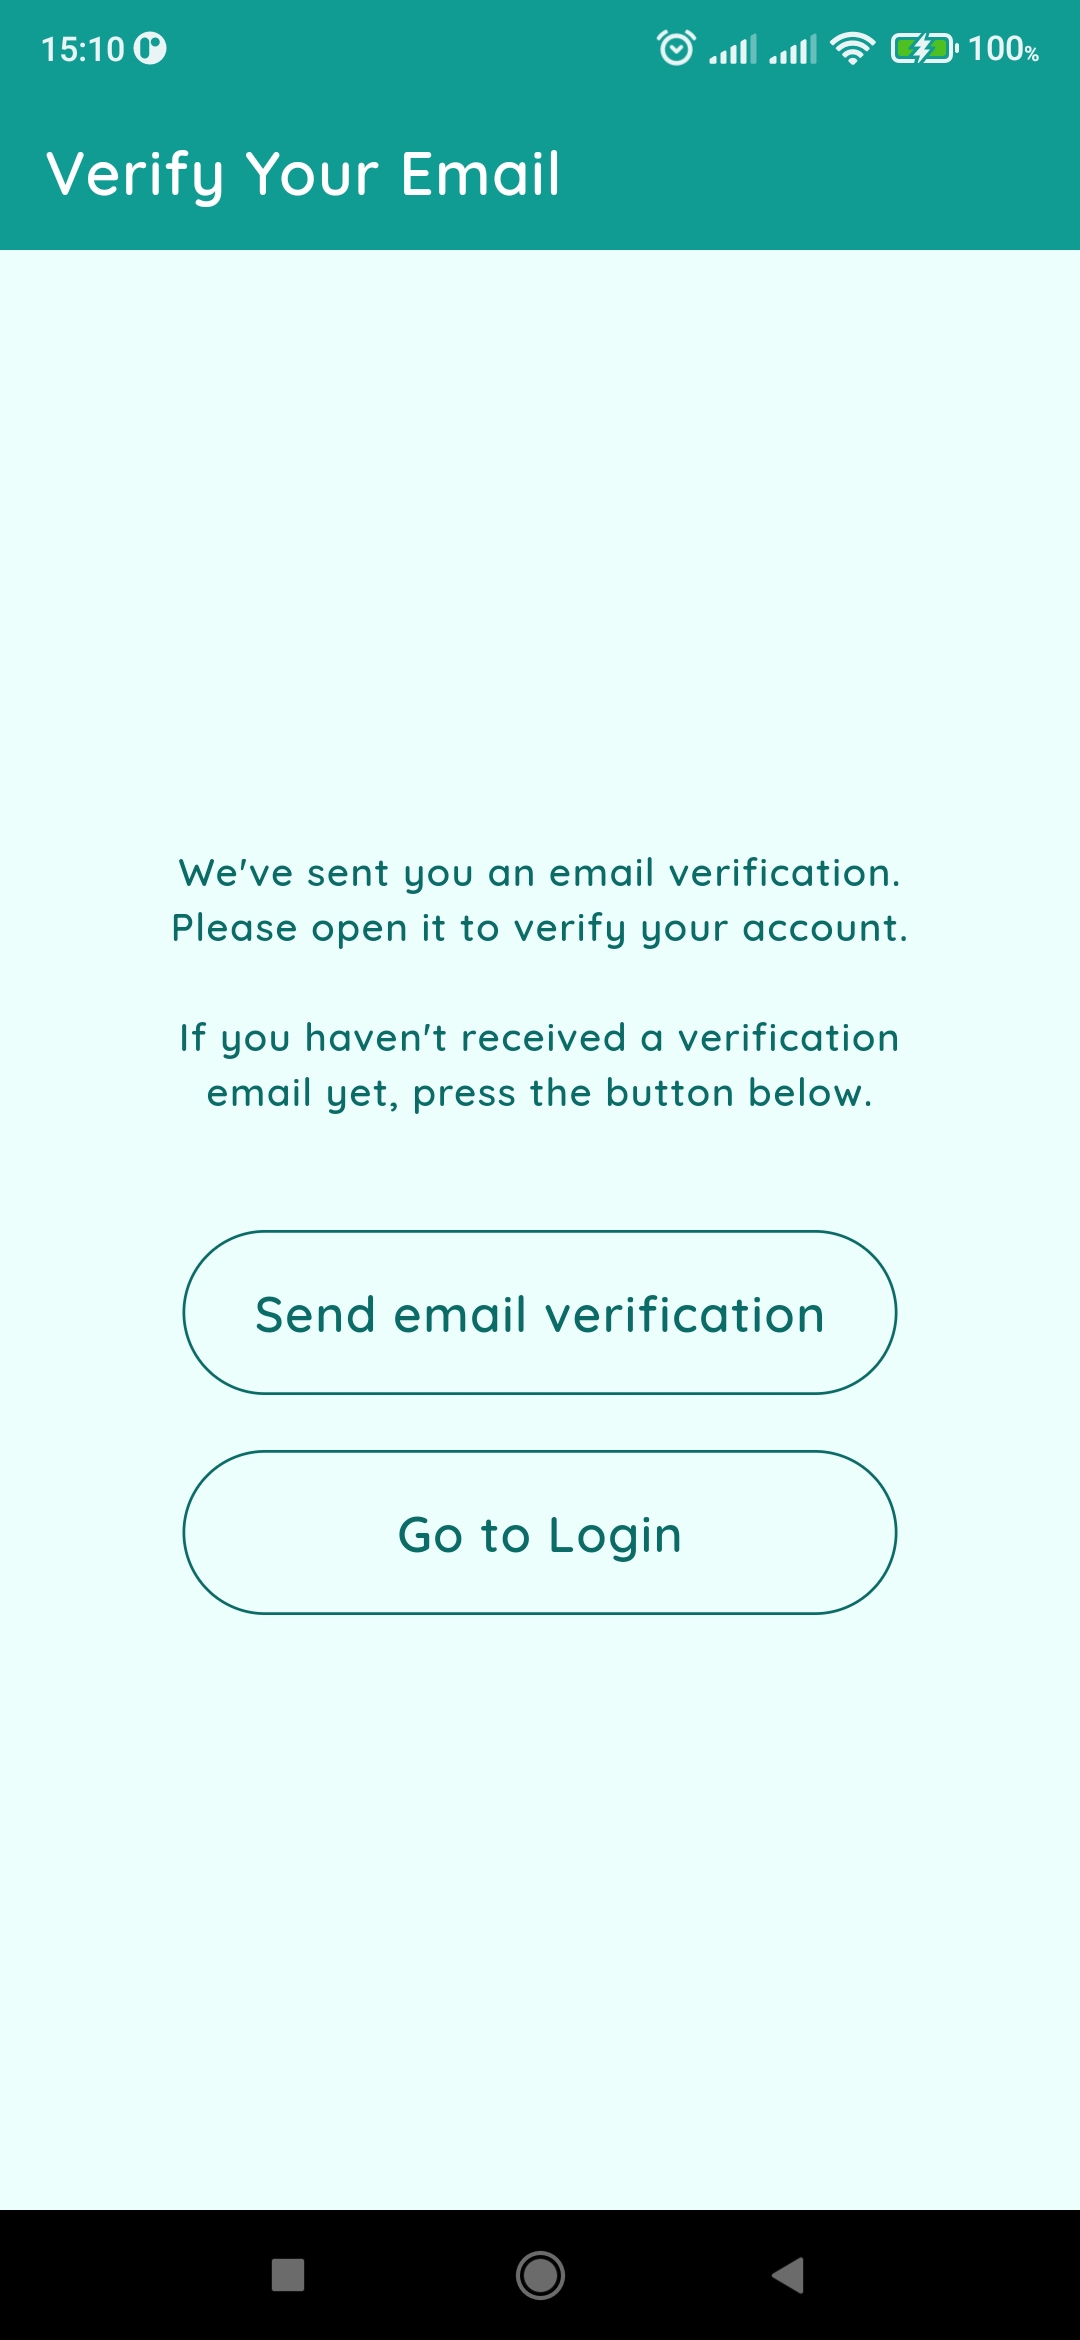 15:10 100%
Verify Your Email
We've sent you an email verification.
Please open it to verify your account.
If you haven't received a verification
email yet, press the button below.
Send email verification
Go to Login